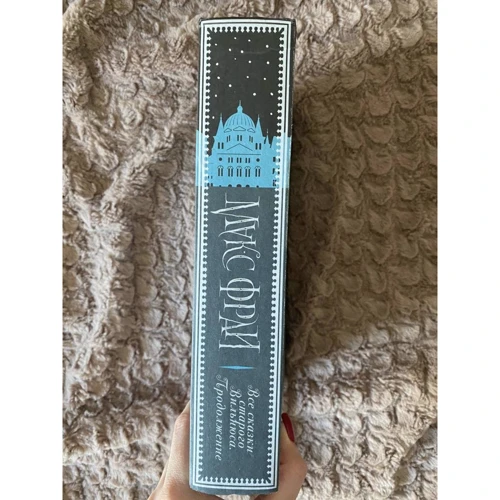 МАКС ФРАЙ
Все сказки
старого
Вильнюса.
Продолжение